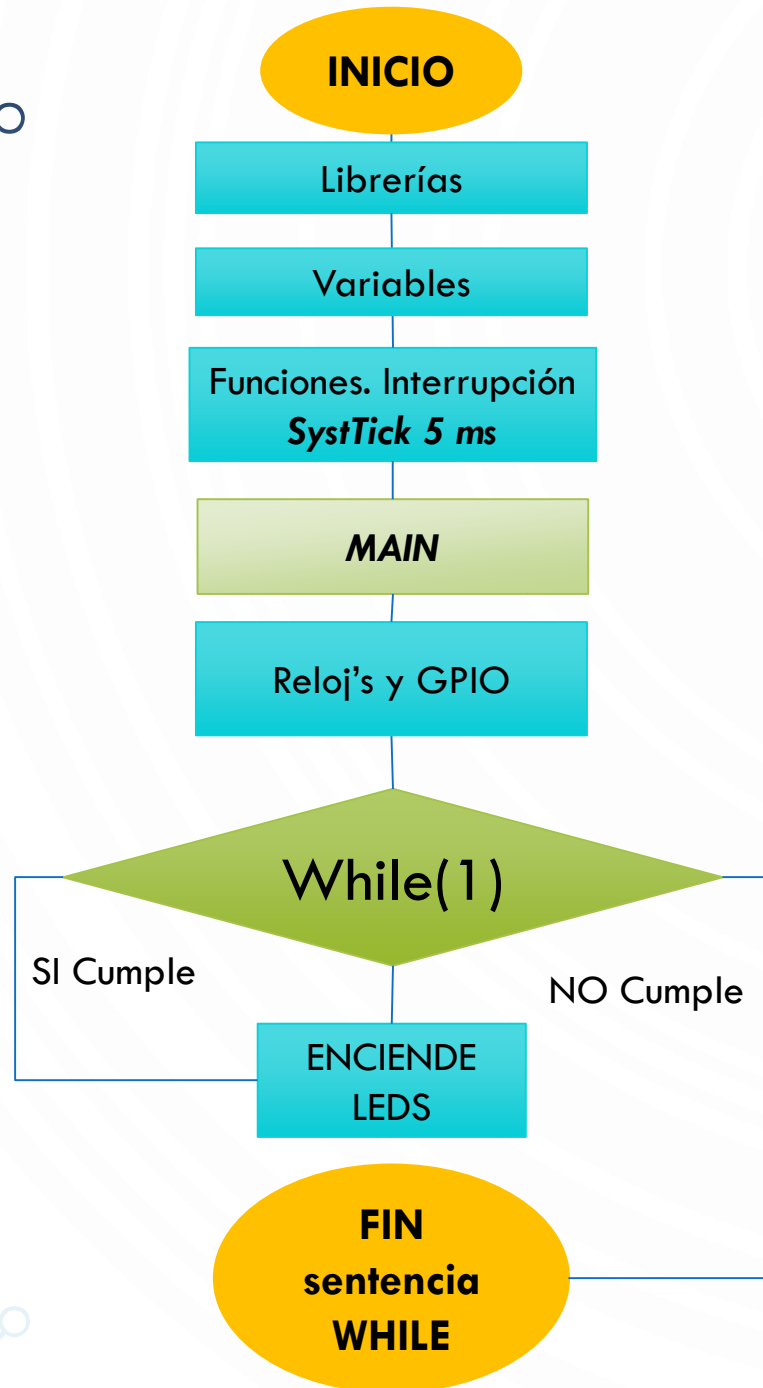 INICIO
Librerías
Variables
Funciones. Interrupción
SystTick 5 ms
MAIN
Reloj's y GPIO
While(1)
SI Cumple
NO Cumple
ENCIENDE
LEDS
FIN
sentencia
WHILE